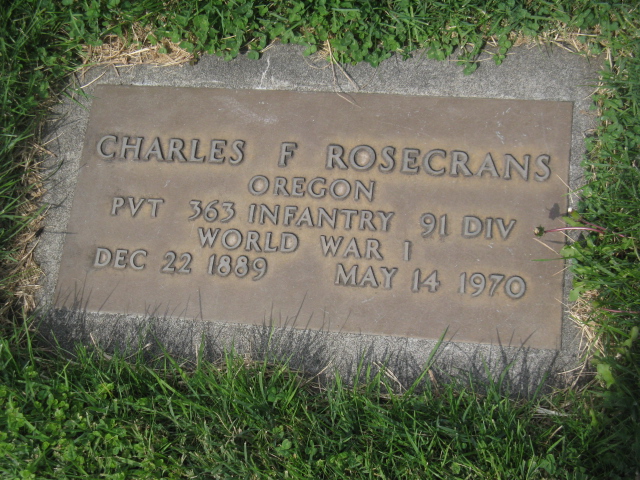 CHARLES F ROSECRANS
OREGON
PVT 363 INFANTRY 91 DIV
WORLD WAR I
DEC 22 1889 MAY 14 1970